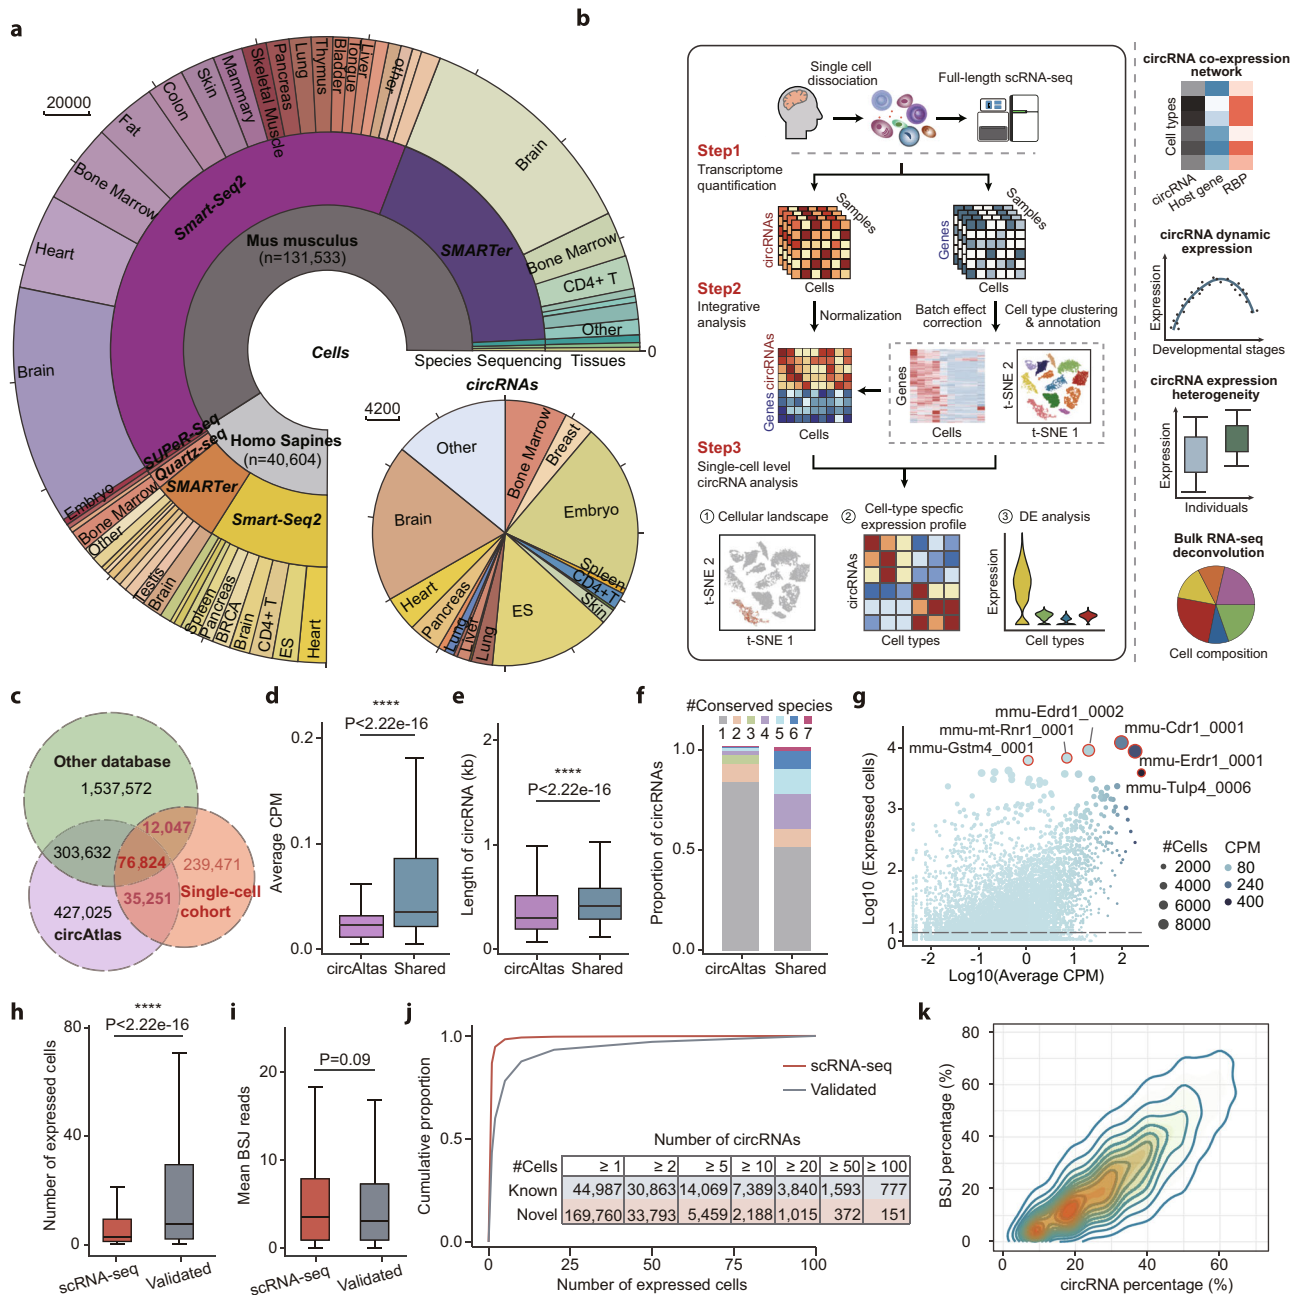 a
20000
Brain
Heart
Bone Marrow
Fat
Colon
Skin
Mammary
Skeletal Muscle
Pancreas
Lung
Thymus
Bladder
Tongue
Liver
other
Brain
Bone Marrow
CD4+ T
Other
0
Smart-Seq2
SMARTer
Mus musculus
(n=131,533)
Cells
Species Sequencing Tissues
SUPeR-Seq
Quartz-seq
SMARTer
Smart-Seq2
Homo Sapines
(n=40,604)
Embryo
Bone Marrow
Other
Testis
Brain
Spleen
Pancreas
BRCA
Brain
CD4+ T
ES
Heart
circRNAs
4200
Other
Bone Marrow
Breast
Embryo
Spleen
CD4+T
Skin
ES
Lung
Liver
Lung
Pancreas
Heart
Brain
b
Single cell
dissociation
Full-length scRNA-seq
Step1
Transcriptome
quantification
circRNAs
Samples
Cells
Genes
Samples
Cells
Step2
Integrative
analysis
Normalization
Batch effect
correction
Cell type clustering
& annotation
Genes circRNAs
Cells
Genes
Cells
t-SNE 2
t-SNE 1
Step3
Single-cell level
circRNA analysis
1 Cellular landscape
t-SNE 2
t-SNE 1
2 Cell-type specfic
expression profile
circRNAs
Cell types
3 DE analysis
Expression
Cell types
circRNA co-expression
network
Cell types
circRNA
Host gene
RBP
circRNA dynamic
expression
Expression
Developmental stages
circRNA expression
heterogeneity
Expression
Individuals
Bulk RNA-seq
deconvolution
Cell composition
c
Other database
1,537,572
12,047
303,632
76,824
239,471
35,251
Single-cell
cohort
427,025
circAtlas
d
****
P<2.22e-16
Average CPM
0.2
0.1
0.0
circAltas
Shared
e
****
P<2.22e-16
Length of circRNA (kb)
2
1
0
circAltas
Shared
f
#Conserved species
1 2 3 4 5 6 7
Proportion of circRNAs
1.0
0.5
0.0
circAltas
Shared
g
mmu-Edrd1_0002
mmu-mt-Rnr1_0001
mmu-Cdr1_0001
mmu-Gstm4_0001
mmu-Erdr1_0001
mmu-Tulp4_0006
Log10 (Expressed cells)
4
3
2
1
0
-2 -1 0 1 2
Log10(Average CPM)
#Cells
2000
4000
6000
8000
CPM
80
240
400
h
****
P<2.22e-16
Number of expressed cells
80
40
0
scRNA-seq
Validated
i
P=0.09
Mean BSJ reads
20
10
0
scRNA-seq
Validated
j
Cumulative proportion
1.0
0.5
0.0
scRNA-seq
Validated
Number of circRNAs
#Cells ≥ 1 ≥ 2 ≥ 5 ≥ 10 ≥ 20 ≥ 50 ≥ 100
Known 44,987 30,863 14,069 7,389 3,840 1,593 777
Novel 169,760 33,793 5,459 2,188 1,015 372 151
0 25 50 75 100
Number of expressed cells
k
BSJ percentage (%)
80
60
40
20
0
0 20 40 60
circRNA percentage (%)